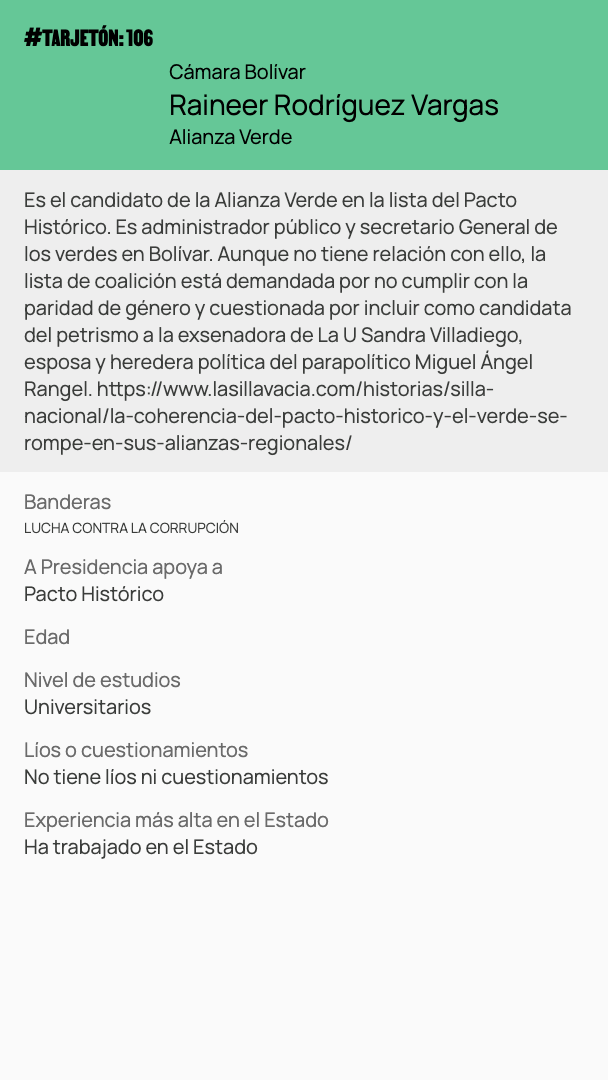 #TARJETÓN: 106
Cámara Bolívar
Raineer Rodríguez Vargas
Alianza Verde
Es el candidato de la Alianza Verde en la lista del Pacto
Histórico. Es administrador público y secretario General de
los verdes en Bolívar. Aunque no tiene relación con ello, la
lista de coalición está demandada por no cumplir con la
paridad de género y cuestionada por incluir como candidata
del petrismo a la exsenadora de La U Sandra Villadiego,
esposa y heredera política del parapolítico Miguel Ángel
Rangel. https://www.lasillavacia.com/historias/silla-
nacional/la-coherencia-del-pacto-historico-y-el-verde-se-
rompe-en-sus-alianzas-regionales/
Banderas
LUCHA CONTRA LA CORRUPCIÓN
A Presidencia apoya a
Pacto Histórico
Edad
Nivel de estudios
Universitarios
Líos o cuestionamientos
No tiene líos ni cuestionamientos
Experiencia más alta en el Estado
Ha trabajado en el Estado